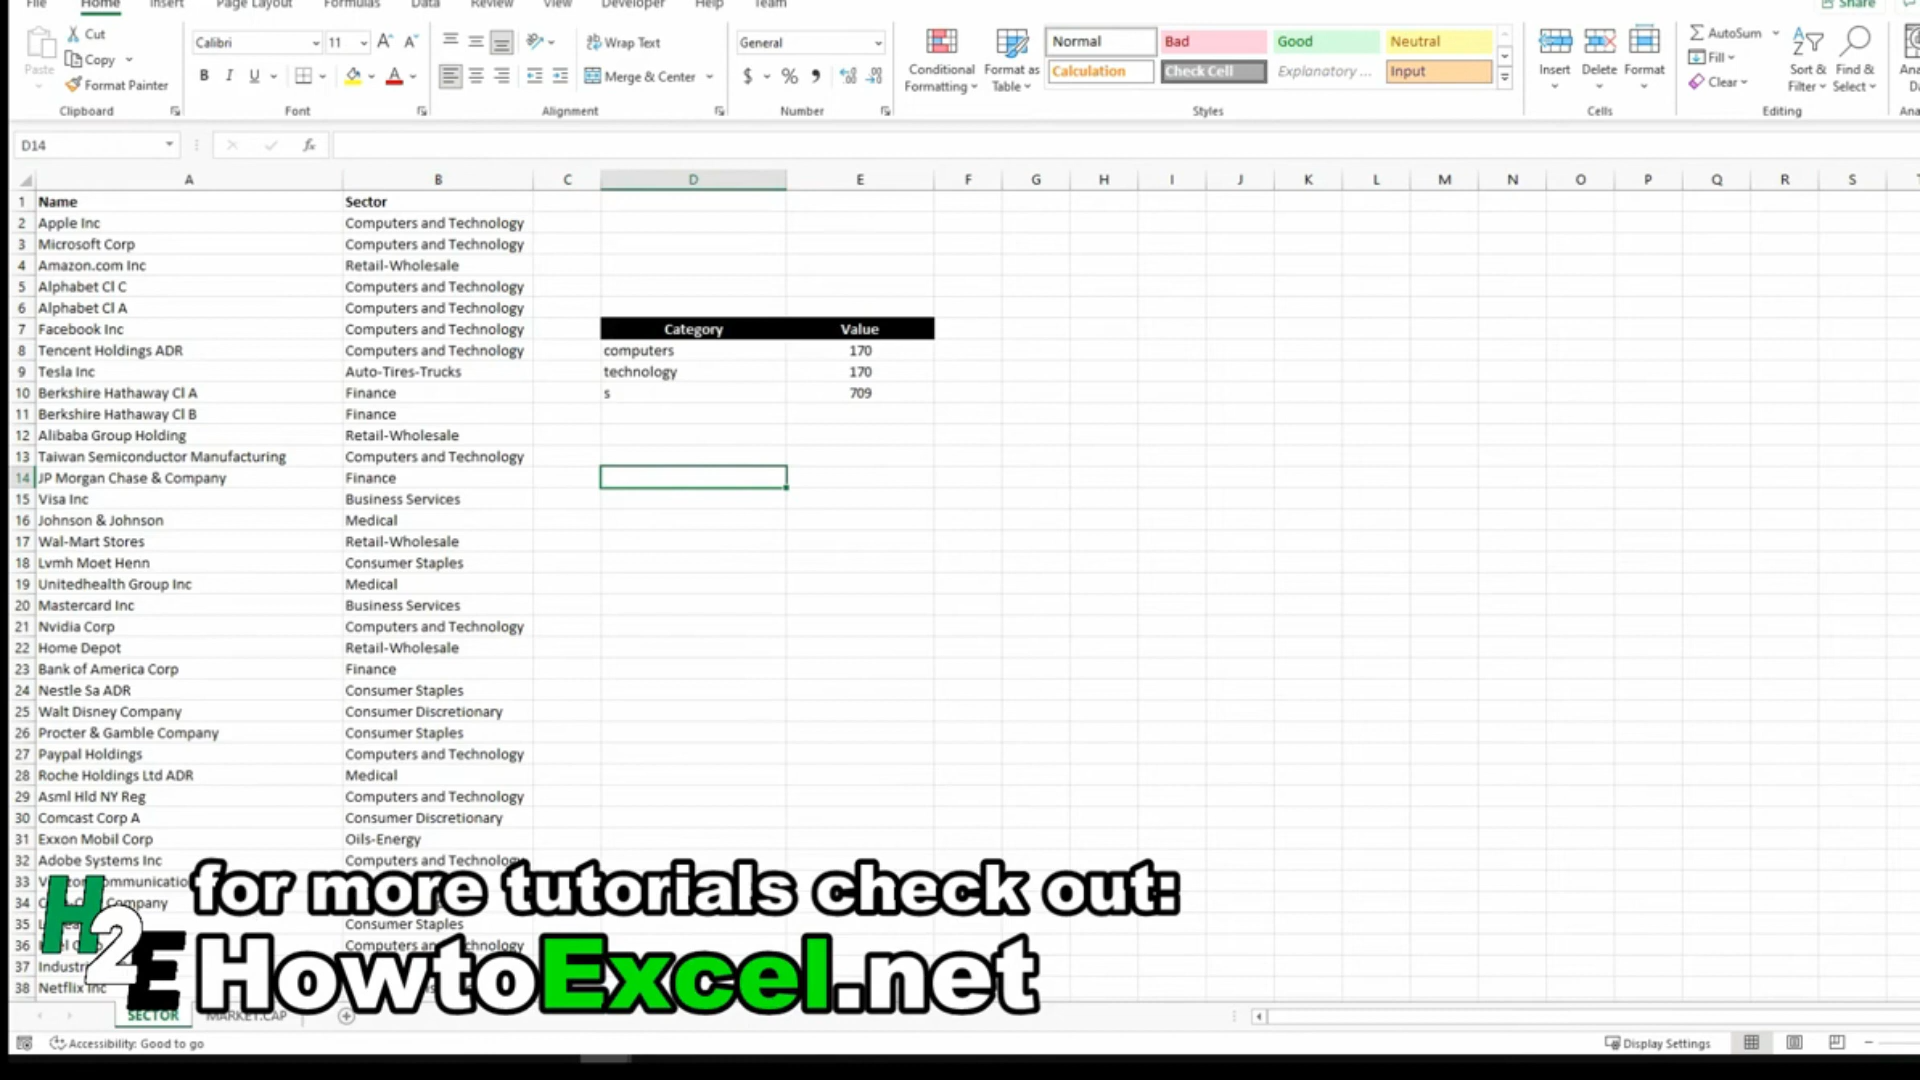 File Home Insert Page Layout Formulas Data Review View Developer Help Team Share
Cut
Copy
Format Painter
Paste
Clipboard
Calibri 11
B I U
Font
Wrap Text
Merge & Center
Alignment
General
$ % ,
Number
Conditional Formatting
Format as Table
Normal Bad Good Neutral
Calculation Check Cell Explanatory ... Input
Styles
Insert Delete Format
Cells
AutoSum
Fill
Clear
Sort & Filter
Find & Select
Editing
D14
fx
A B C D E F G H I J K L M N O P Q R S
1 Name Sector
2 Apple Inc Computers and Technology
3 Microsoft Corp Computers and Technology
4 Amazon.com Inc Retail-Wholesale
5 Alphabet Cl C Computers and Technology
6 Alphabet Cl A Computers and Technology
7 Facebook Inc Computers and Technology Category Value
8 Tencent Holdings ADR Computers and Technology computers 170
9 Tesla Inc Auto-Tires-Trucks technology 170
10 Berkshire Hathaway Cl A Finance s 709
11 Berkshire Hathaway Cl B Finance
12 Alibaba Group Holding Retail-Wholesale
13 Taiwan Semiconductor Manufacturing Computers and Technology
14 JP Morgan Chase & Company Finance
15 Visa Inc Business Services
16 Johnson & Johnson Medical
17 Wal-Mart Stores Retail-Wholesale
18 Lvmh Moet Henn Consumer Staples
19 Unitedhealth Group Inc Medical
20 Mastercard Inc Business Services
21 Nvidia Corp Computers and Technology
22 Home Depot Retail-Wholesale
23 Bank of America Corp Finance
24 Nestle Sa ADR Consumer Staples
25 Walt Disney Company Consumer Discretionary
26 Procter & Gamble Company Consumer Staples
27 Paypal Holdings Computers and Technology
28 Roche Holdings Ltd ADR Medical
29 Asml Hld NY Reg Computers and Technology
30 Comcast Corp A Consumer Discretionary
31 Exxon Mobil Corp Oils-Energy
32 Adobe Systems Inc Computers and Technology
33
34 Company
35 Consumer Staples
36 Computers and Technology
37
38 Netflix Inc
H2E
for more tutorials check out:
HowtoExcel.net
SECTOR MARKET.CAP
Accessibility: Good to go
Display Settings